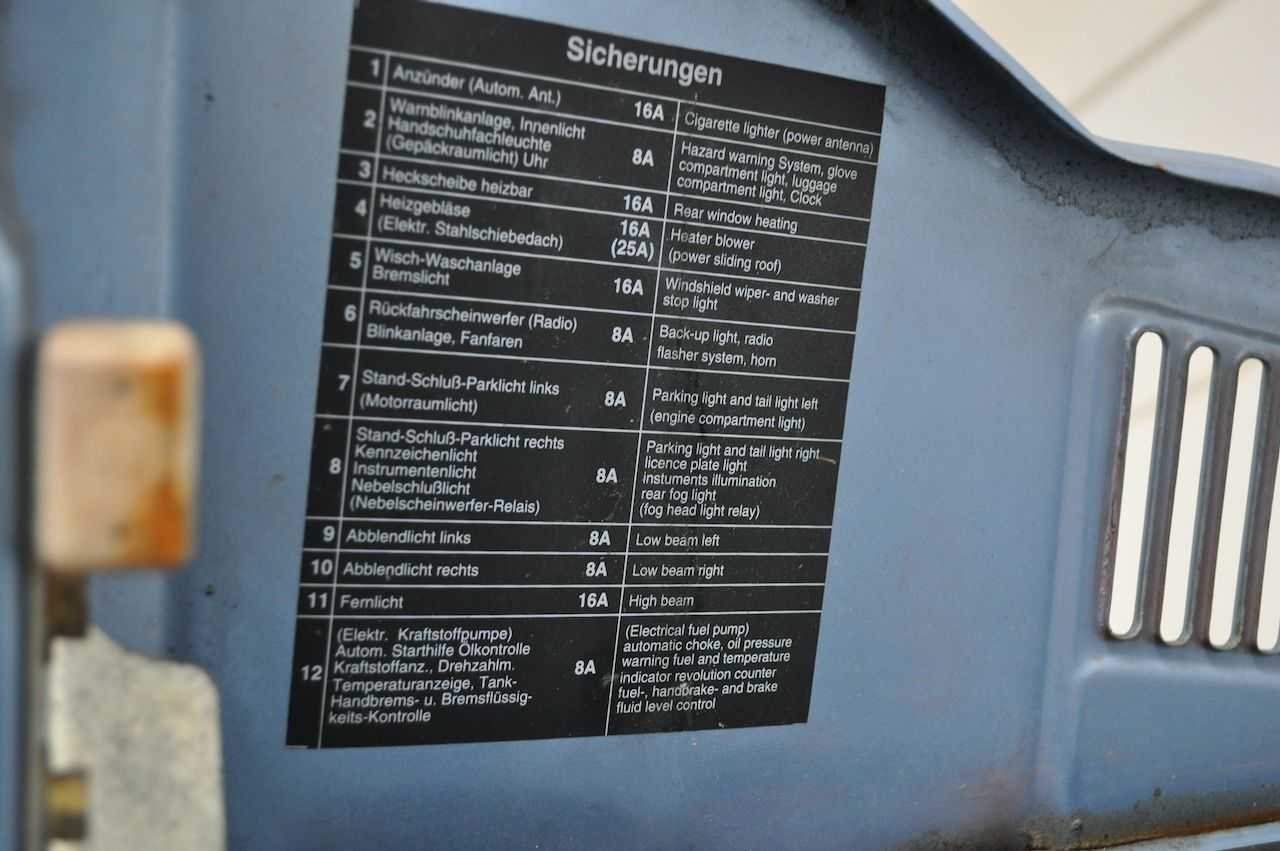 Sicherungen
1 Anzünder (Autom. Ant.) 16A Cigarette lighter (power antenna)
2 Warnblinkanlage, Innenlicht
Handschuhfachleuchte
(Gepäckraumlicht) Uhr
8A
Hazard warning System, glove
compartment light, luggage
compartment light, Clock
3 Heckscheibe heizbar 16A Rear window heating
4 Heizgebläse
(Elektr. Stahlschiebedach)
16A
(25A)
Heater blower
(power sliding roof)
5 Wisch-Waschanlage
Bremslicht
16A
Windshield wiper- and washer
stop light
6 Rückfahrscheinwerfer (Radio)
Blinkanlage, Fanfaren
8A
Back-up light, radio
flasher system, horn
7 Stand-Schluß-Parklicht links
(Motorraumlicht)
8A
Parking light and tail light left
(engine compartment light)
8 Stand-Schluß-Parklicht rechts
Kennzeichenlicht
Instrumentenlicht
Nebelschlußlicht
(Nebelscheinwerfer-Relais)
8A
Parking light and tail light right
licence plate light
Instuments illumination
rear fog light
(fog head light relay)
9 Abblendlicht links 8A Low beam left
10 Abblendlicht rechts 8A Low beam right
11 Fernlicht 16A High beam
12 (Elektr. Kraftstoffpumpe)
Autom. Starthilfe Ölkontrolle
Kraftstoffanz., Drehzahlm.
Temperaturanzeige, Tank-
Handbrems- u. Bremsflüssig-
keits-Kontrolle
8A
(Electrical fuel pump)
automatic choke, oil pressure
warning fuel and temperature
indicator revolution counter
fuel-, handbrake- and brake
fluid level control